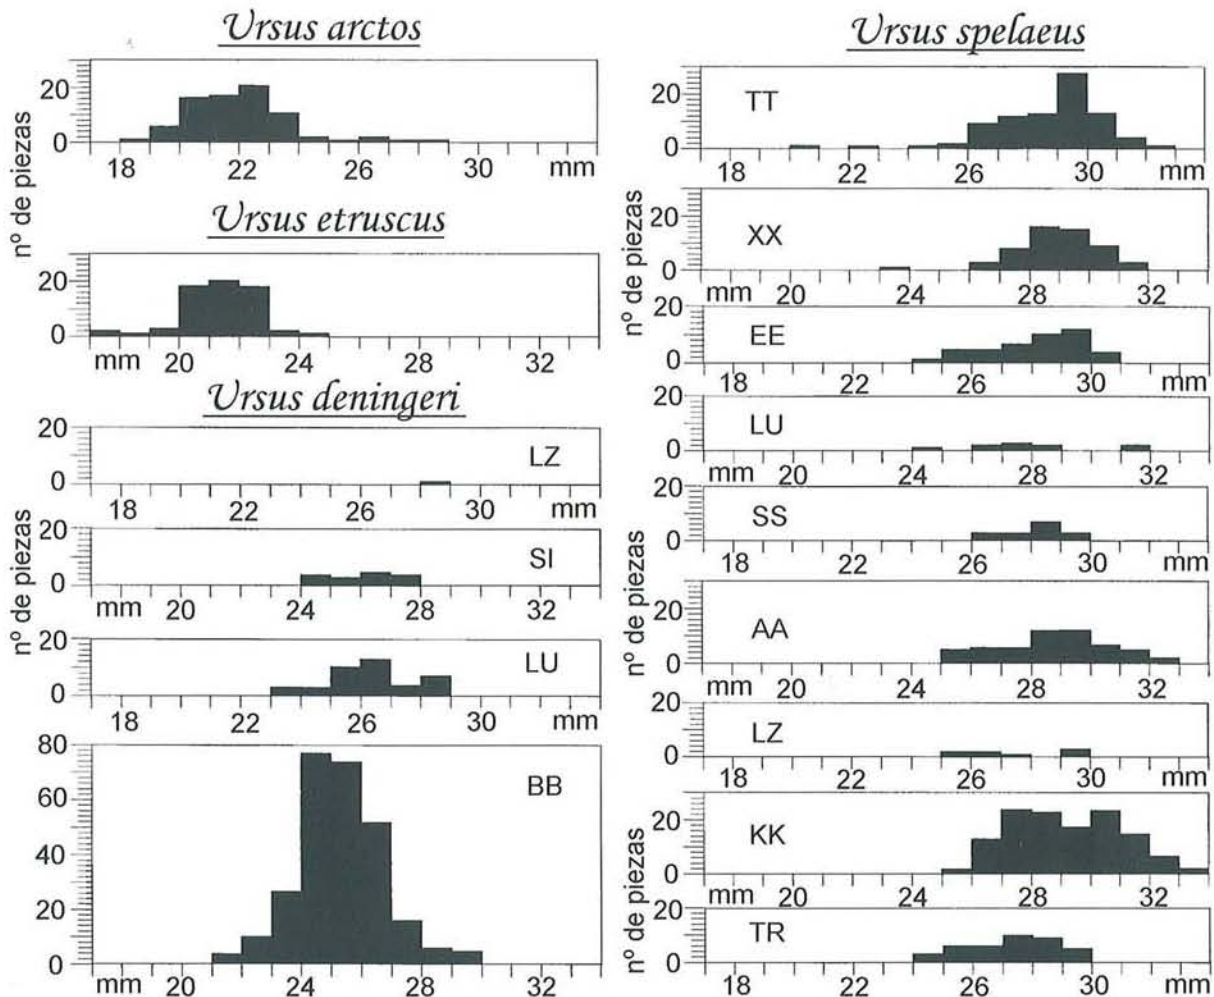 Ursus arctos
nº de piezas
20
0
18 22 26 30 mm
Ursus etruscus
20
0
mm 20 24 28 32
Ursus deningeri
nº de piezas
20
0
LZ
18 22 26 30 mm
20
0
SI
mm 20 24 28 32
20
0
LU
18 22 26 30 mm
80
60
40
20
0
BB
mm 20 24 28 32
Ursus spelaeus
nº de piezas
20
0
TT
18 22 26 30 mm
20
0
XX
mm 20 24 28 32
20
0
EE
18 22 26 30 mm
20
0
LU
mm 20 24 28 32
20
0
SS
18 22 26 30 mm
nº de piezas
20
0
AA
mm 20 24 28 32
20
0
LZ
18 22 26 30 mm
nº de piezas
20
0
KK
mm 20 24 28 32
20
0
TR
18 22 26 30 mm